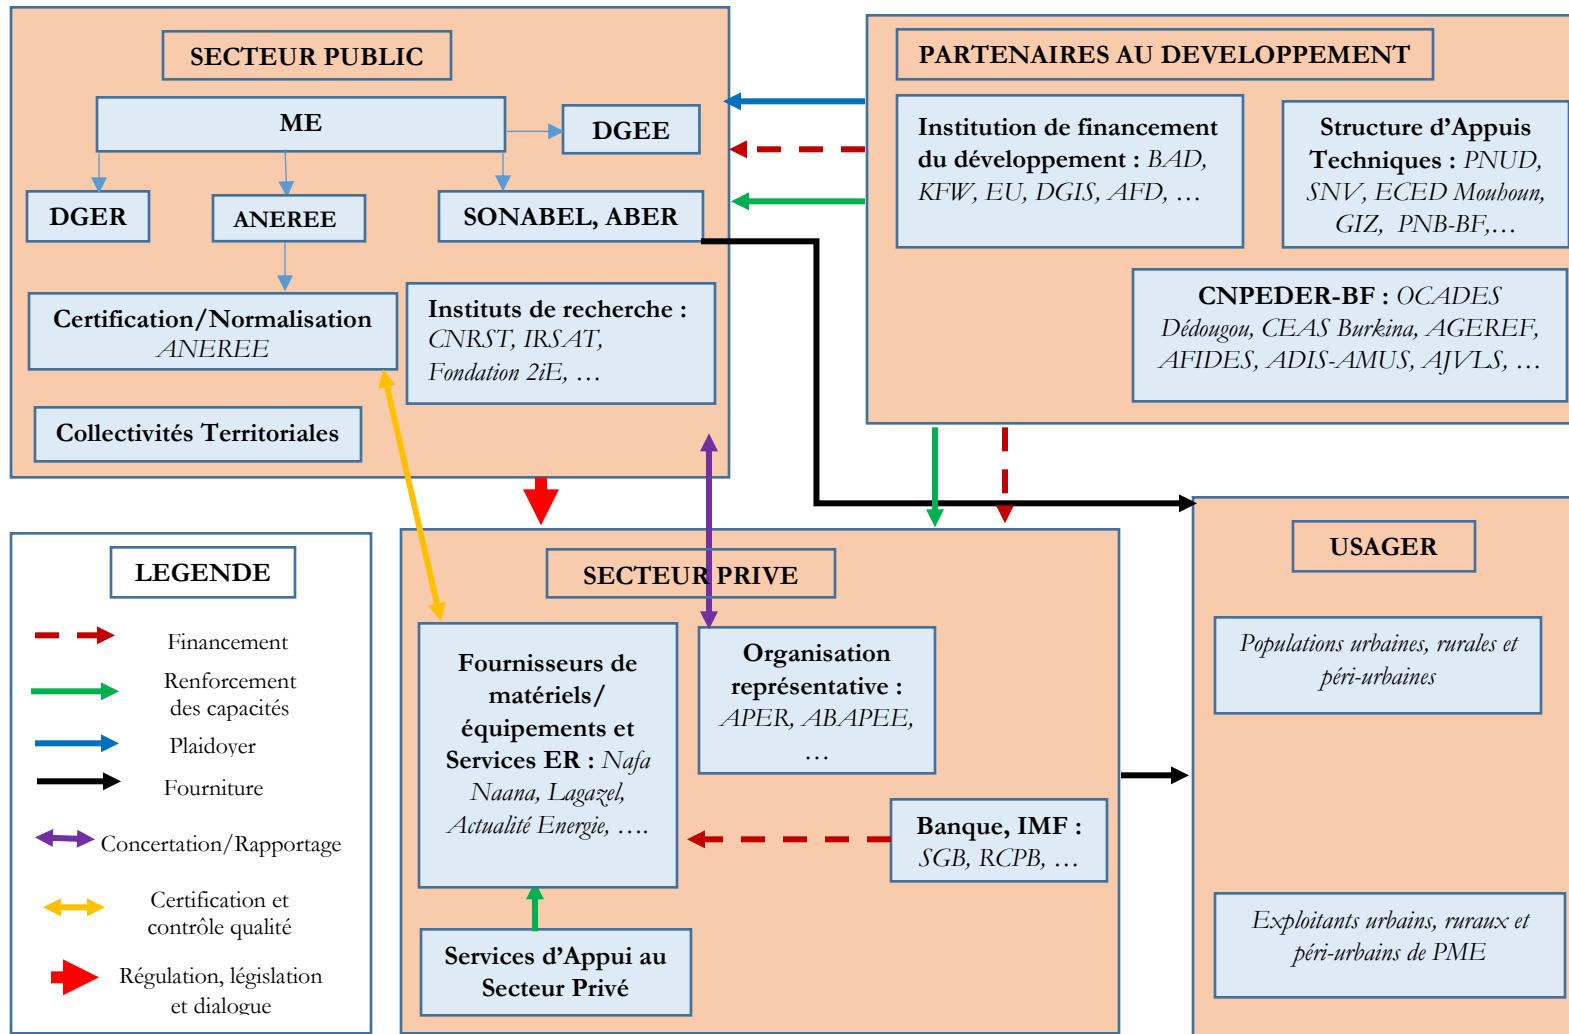 SECTEUR PUBLIC
ME
DGEE
DGER
ANEREE
SONABEL, ABER
Certification/Normalisation
ANEREE
Instituts de recherche :
CNRST, IRSAT,
Fondation 2iE, …
Collectivités Territoriales
PARTENAIRES AU DEVELOPPEMENT
Institution de financement
du développement : BAD,
KFW, EU, DGIS, AFD, …
Structure d’Appuis
Techniques : PNUD,
SNV, ECED Mouhoun,
GIZ, PNB-BF,…
CNPEDER-BF : OCADES
Dédougou, CEAS Burkina, AGEREF,
AFIDES, ADIS-AMUS, AJVLS, …
LEGENDE
Financement
Renforcement
des capacités
Plaidoyer
Fourniture
Concertation/Rapportage
Certification et
contrôle qualité
Régulation, législation
et dialogue
SECTEUR PRIVE
Fournisseurs de
matériels/
équipements et
Services ER : Nafa
Naana, Lagazel,
Actualité Energie, ….
Organisation
représentative :
APER, ABAPEE,
…
Banque, IMF :
SGB, RCPB, …
Services d’Appui au
Secteur Privé
USAGER
Populations urbaines, rurales et
péri-urbaines
Exploitants urbains, ruraux et
péri-urbains de PME